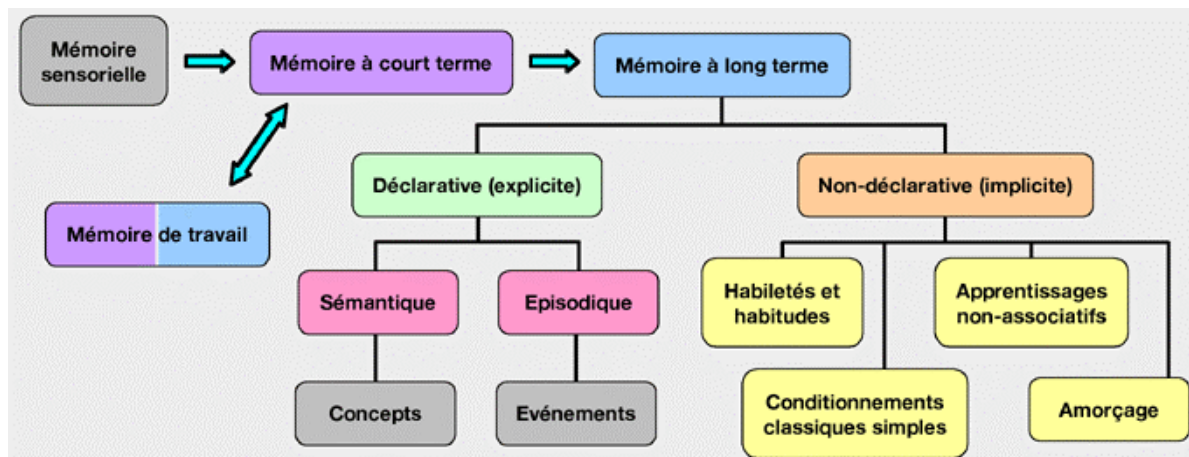 Mémoire
sensorielle
Mémoire à court terme
Mémoire à long terme
Mémoire de travail
Déclarative (explicite)
Non-déclarative (implicite)
Sémantique
Episodique
Habiletés et
habitudes
Apprentissages
non-associatifs
Concepts
Evénements
Conditionnements
classiques simples
Amorçage